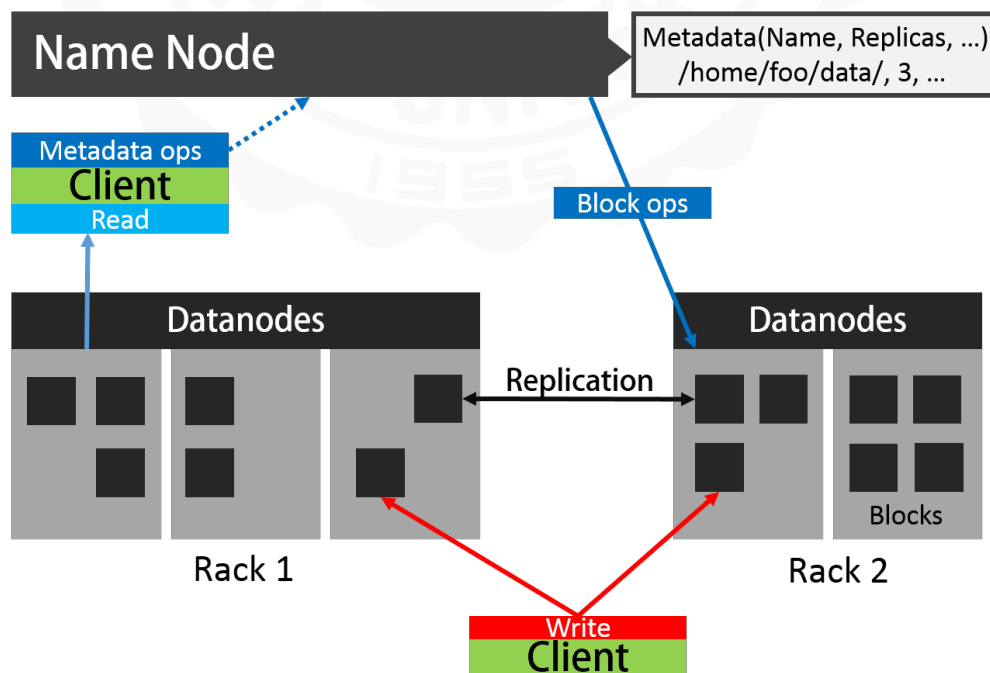 Name Node
Metadata(Name, Replicas, ...)
/home/foo/data/, 3, ...
Metadata ops
Client
Read
Block ops
Datanodes
Datanodes
Replication
Blocks
Rack 1
Rack 2
Write
Client
1955